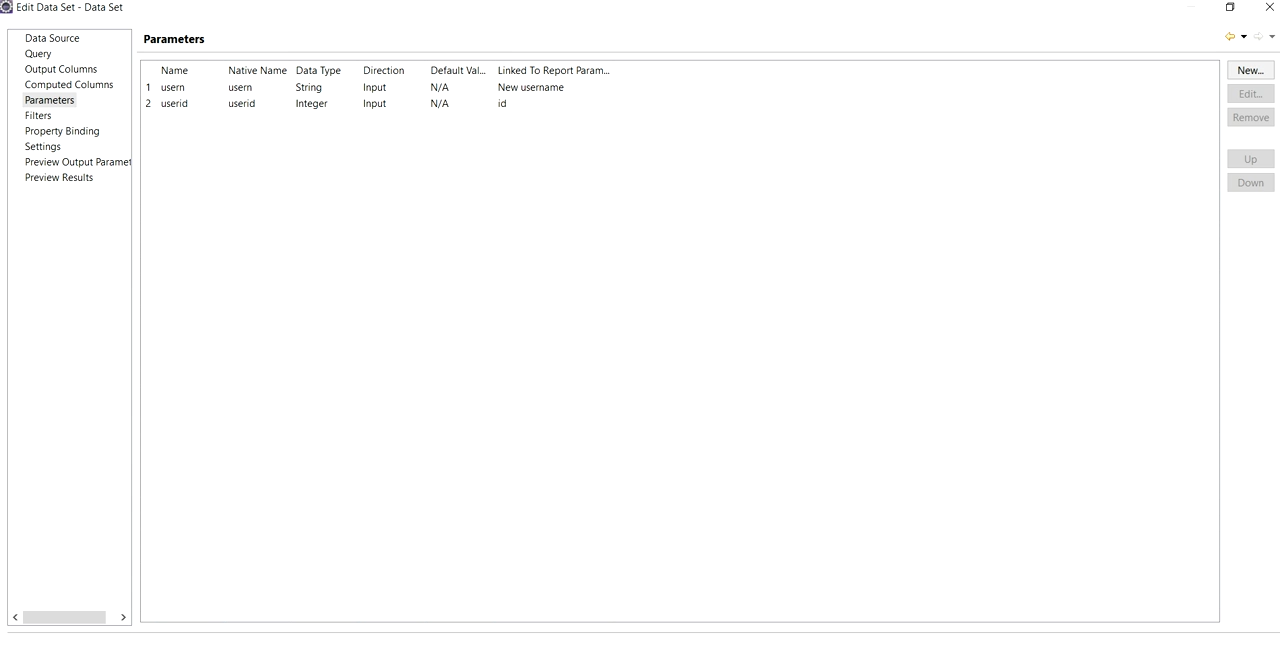 Edit Data Set - Data Set
Data Source
Query
Output Columns
Computed Columns
Parameters
Filters
Property Binding
Settings
Preview Output Paramet
Preview Results
Parameters
Name Native Name Data Type Direction Default Val... Linked To Report Param...
1 usern usern String Input N/A New username
2 userid userid Integer Input N/A id
New...
Edit...
Remove
Up
Down